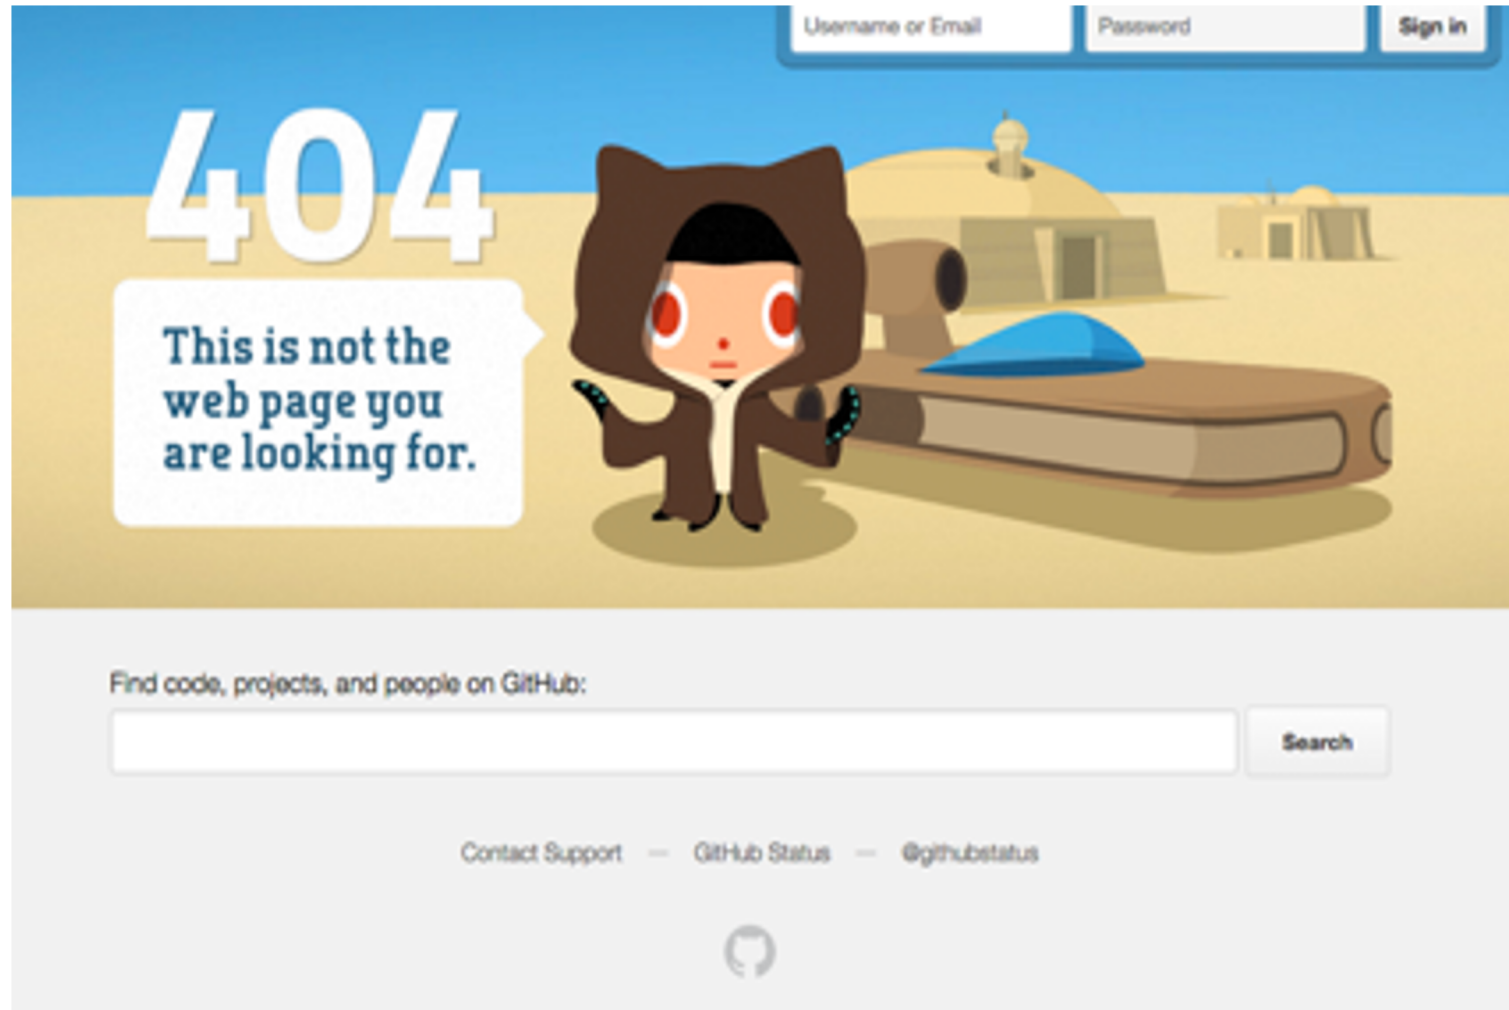 Username or Email
Password
Sign in
404
This is not the
web page you
are looking for.
Find code, projects, and people on GitHub:
Search
Contact Support — GitHub Status — @githubstatus